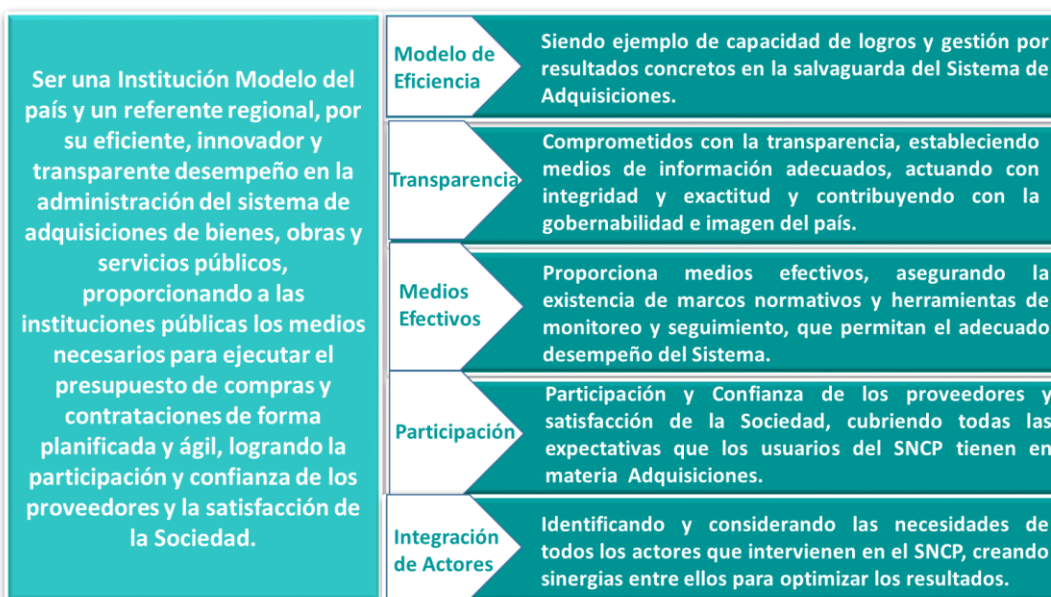 Ser una Institución Modelo del
país y un referente regional, por
su eficiente, innovador y
transparente desempeño en la
administración del sistema de
adquisiciones de bienes, obras y
servicios públicos,
proporcionando a las
instituciones públicas los medios
necesarios para ejecutar el
presupuesto de compras y
contrataciones de forma
planificada y ágil, logrando la
participación y confianza de los
proveedores y la satisfacción de
la Sociedad.
Modelo de
Eficiencia
Siendo ejemplo de capacidad de logros y gestión por
resultados concretos en la salvaguarda del Sistema de
Adquisiciones.
Transparencia
Comprometidos con la transparencia, estableciendo
medios de información adecuados, actuando con
integridad y exactitud y contribuyendo con la
gobernabilidad e imagen del país.
Medios
Efectivos
Proporciona medios efectivos, asegurando la
existencia de marcos normativos y herramientas de
monitoreo y seguimiento, que permitan el adecuado
desempeño del Sistema.
Participación
Participación y Confianza de los proveedores y
satisfacción de la Sociedad, cubriendo todas las
expectativas que los usuarios del SNCP tienen en
materia Adquisiciones.
Integración
de Actores
Identificando y considerando las necesidades de
todos los actores que intervienen en el SNCP, creando
sinergias entre ellos para optimizar los resultados.